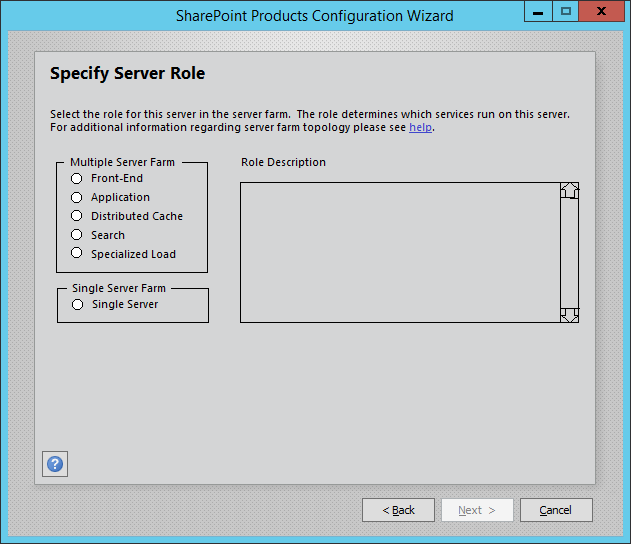 SharePoint Products Configuration Wizard
Specify Server Role
Select the role for this server in the server farm. The role determines which services run on this server.
For additional information regarding server farm topology please see help.
Multiple Server Farm
Front-End
Application
Distributed Cache
Search
Specialized Load
Single Server Farm
Single Server
Role Description
?
< Back
Next >
Cancel